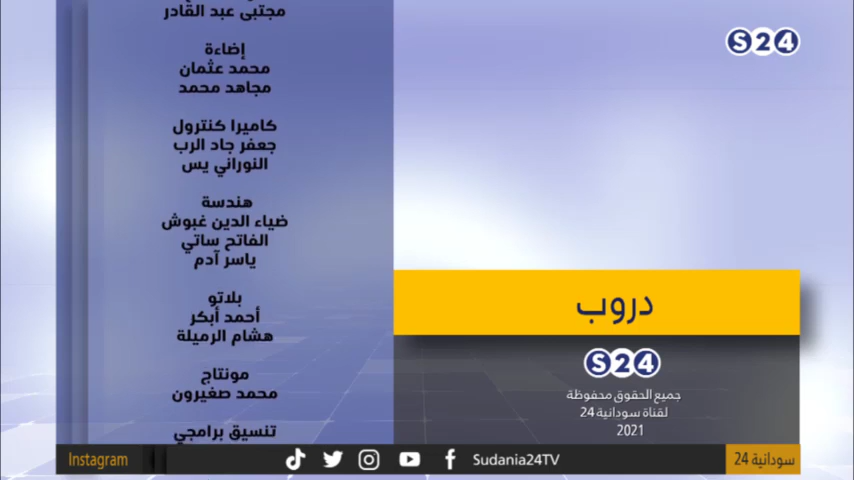 مجتبى عبد القادر
إضاءة
محمد عثمان
مجاهد محمد
كاميرا كنترول
جعفر جاد الرب
النوراني يس
هندسة
ضياء الدين غبوش
الفاتح ساتي
ياسر آدم
بلاتو
أحمد أبكر
هشام الرميلة
مونتاج
محمد صغيرون
تنسيق برامجي
S24
دروب
S24
جميع الحقوق محفوظة
لقناة سودانية 24
2021
Instagram
Sudania24TV
سودانية 24